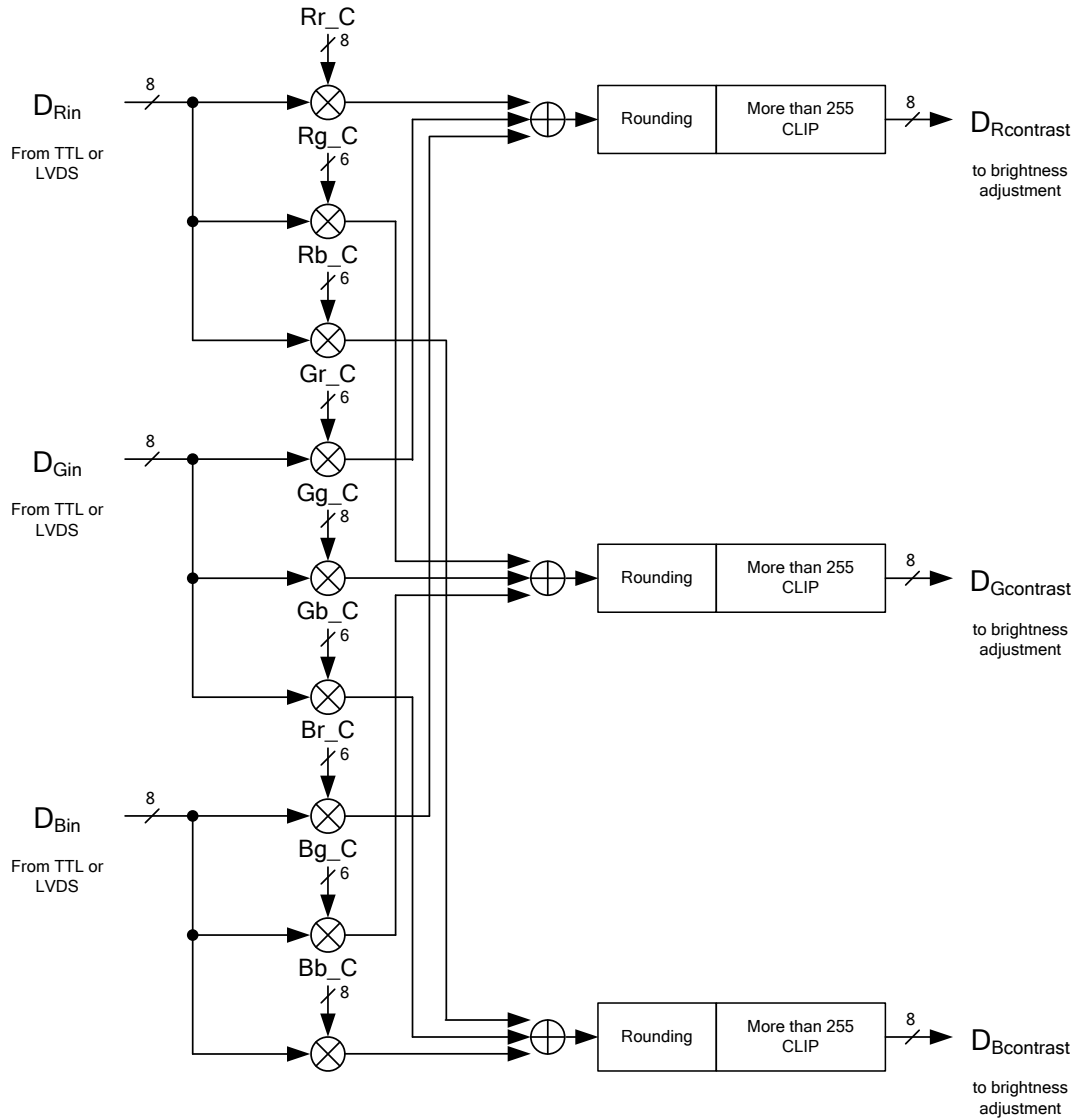 Rr_C
8
8
D_Rin
From TTL or
LVDS
Rounding
More than 255
CLIP
8
D_Rcontrast
to brightness
adjustment
Rg_C
6
Rb_C
6
Gr_C
6
8
D_Gin
From TTL or
LVDS
Gg_C
8
Rounding
More than 255
CLIP
8
D_Gcontrast
to brightness
adjustment
Gb_C
6
Br_C
6
8
D_Bin
From TTL or
LVDS
Bg_C
6
Bb_C
8
Rounding
More than 255
CLIP
8
D_Bcontrast
to brightness
adjustment